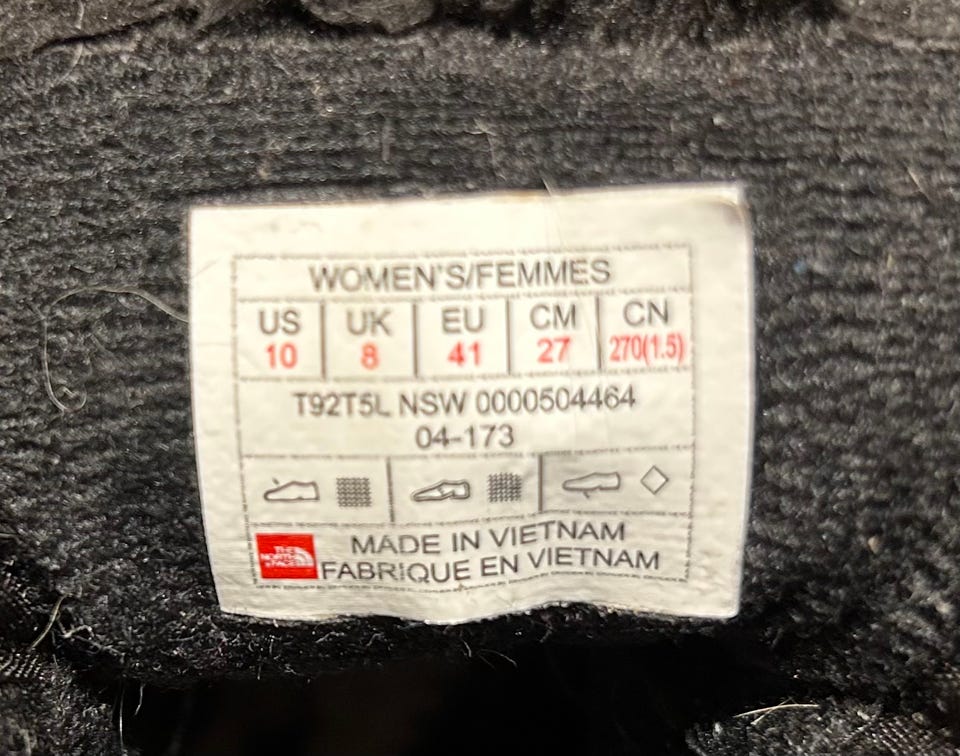 WOMEN'S/FEMMES
US UK EU CM CN
10 8 41 27 270(1.5)
T92T5L NSW 0000504464
04-173
THE NORTH FACE
MADE IN VIETNAM
FABRIQUE EN VIETNAM